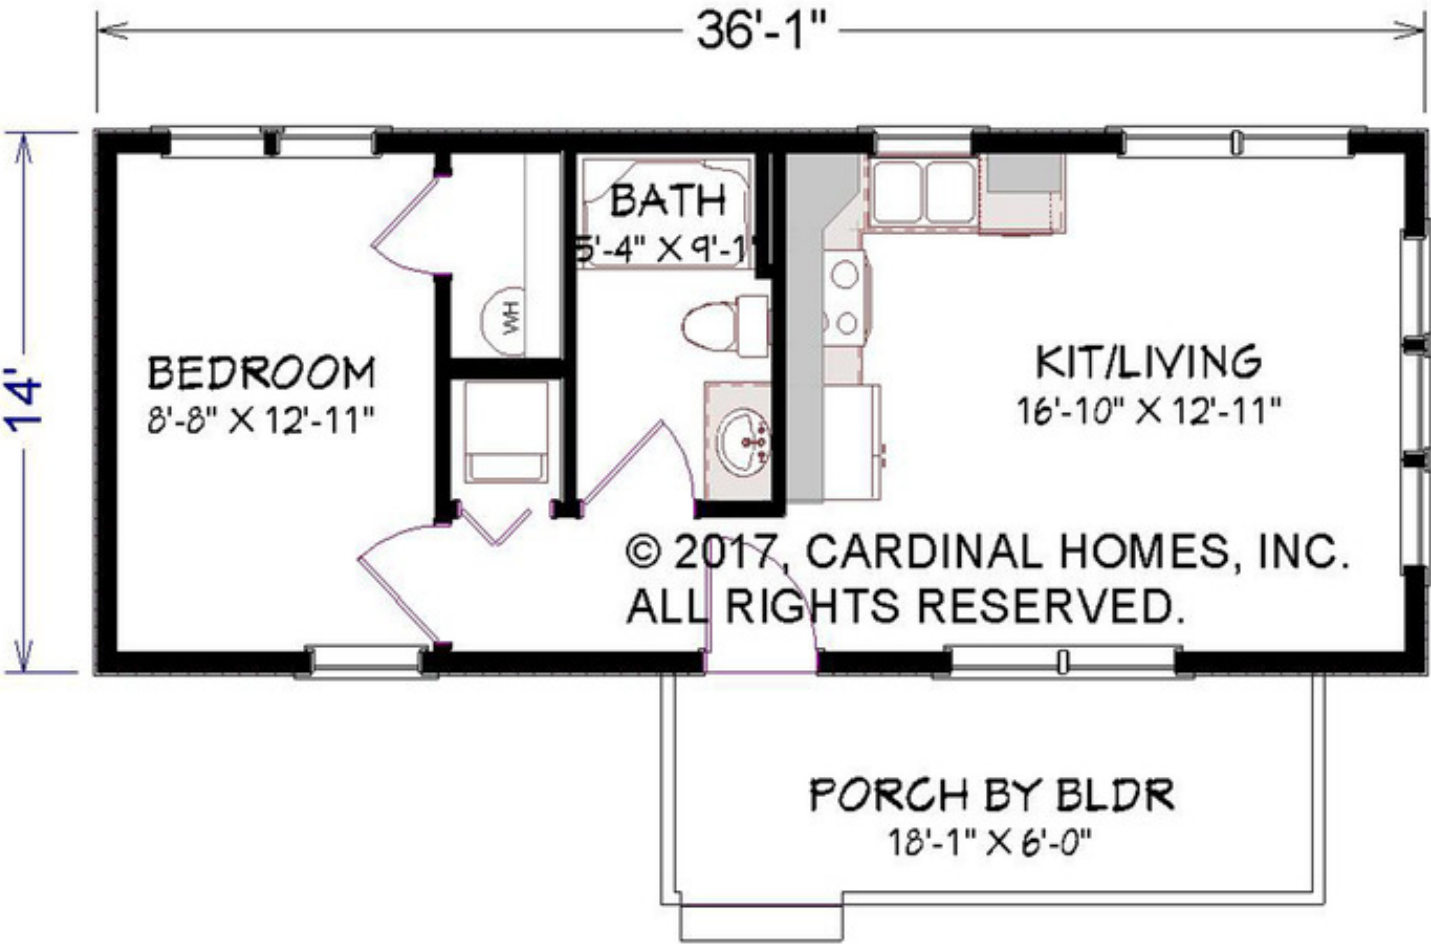 36'-1"
14'
BATH
5'-4" X 9'-1"
WH
BEDROOM
8'-8" X 12'-11"
KIT/LIVING
16'-10" X 12'-11"
© 2017, CARDINAL HOMES, INC.
ALL RIGHTS RESERVED.
PORCH BY BLDR
18'-1" X 6'-0"